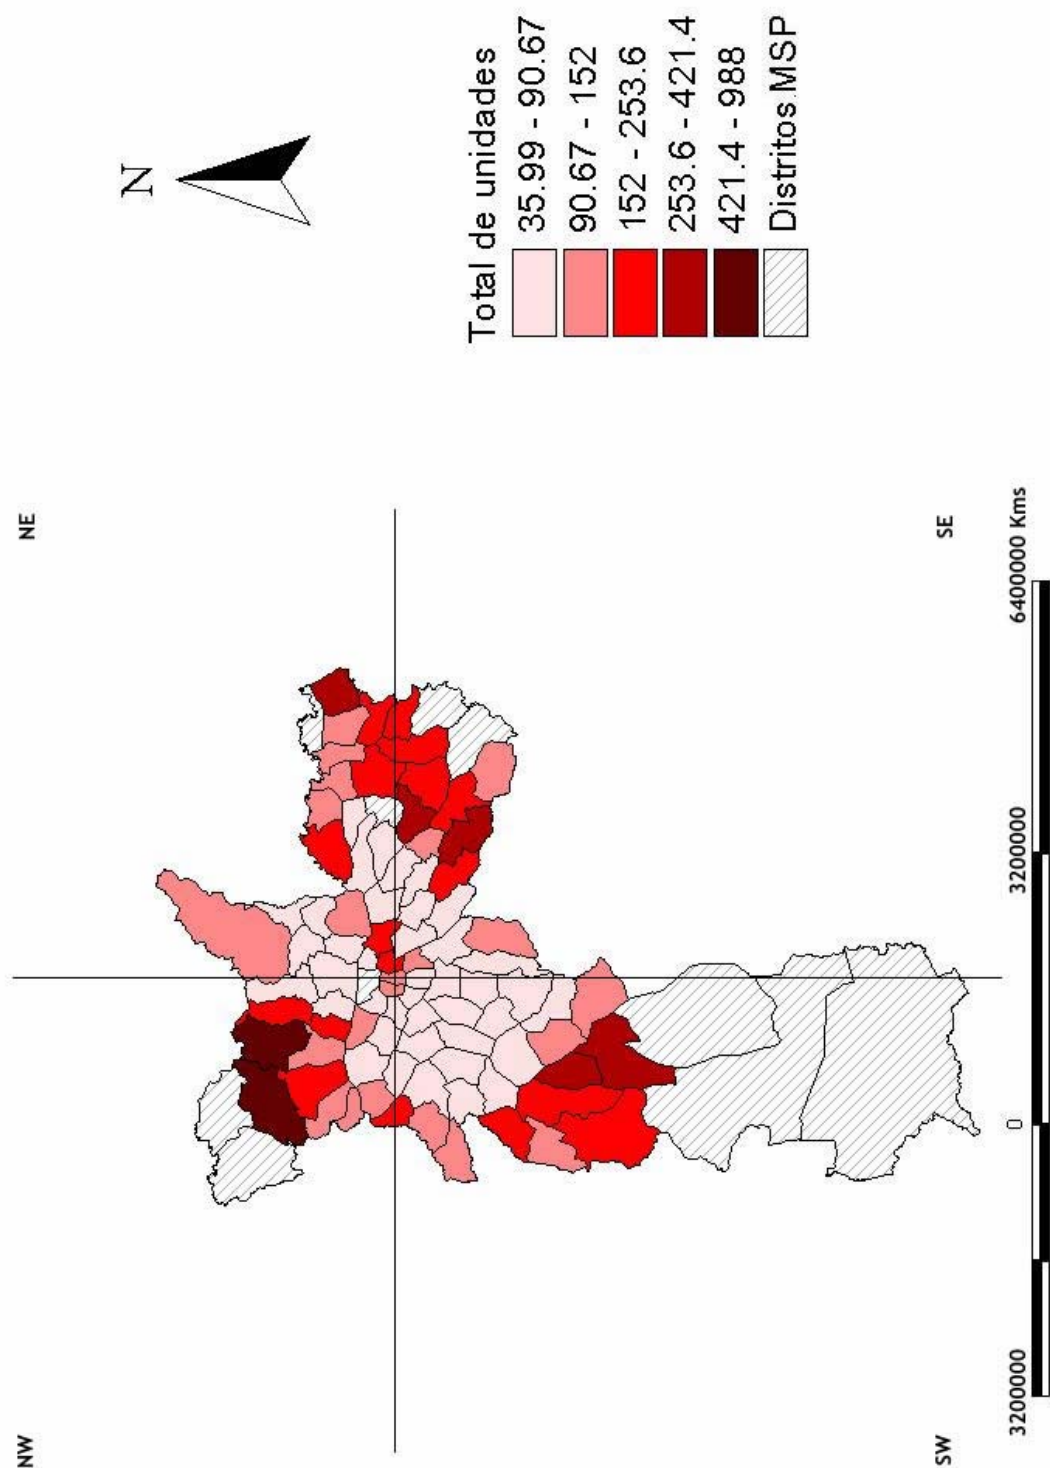 N
Total de unidades
35.99 - 90.67
90.67 - 152
152 - 253.6
253.6 - 421.4
421.4 - 988
Distritos.MSP
NW
NE
SW
SE
3200000
0
3200000
6400000 Kms